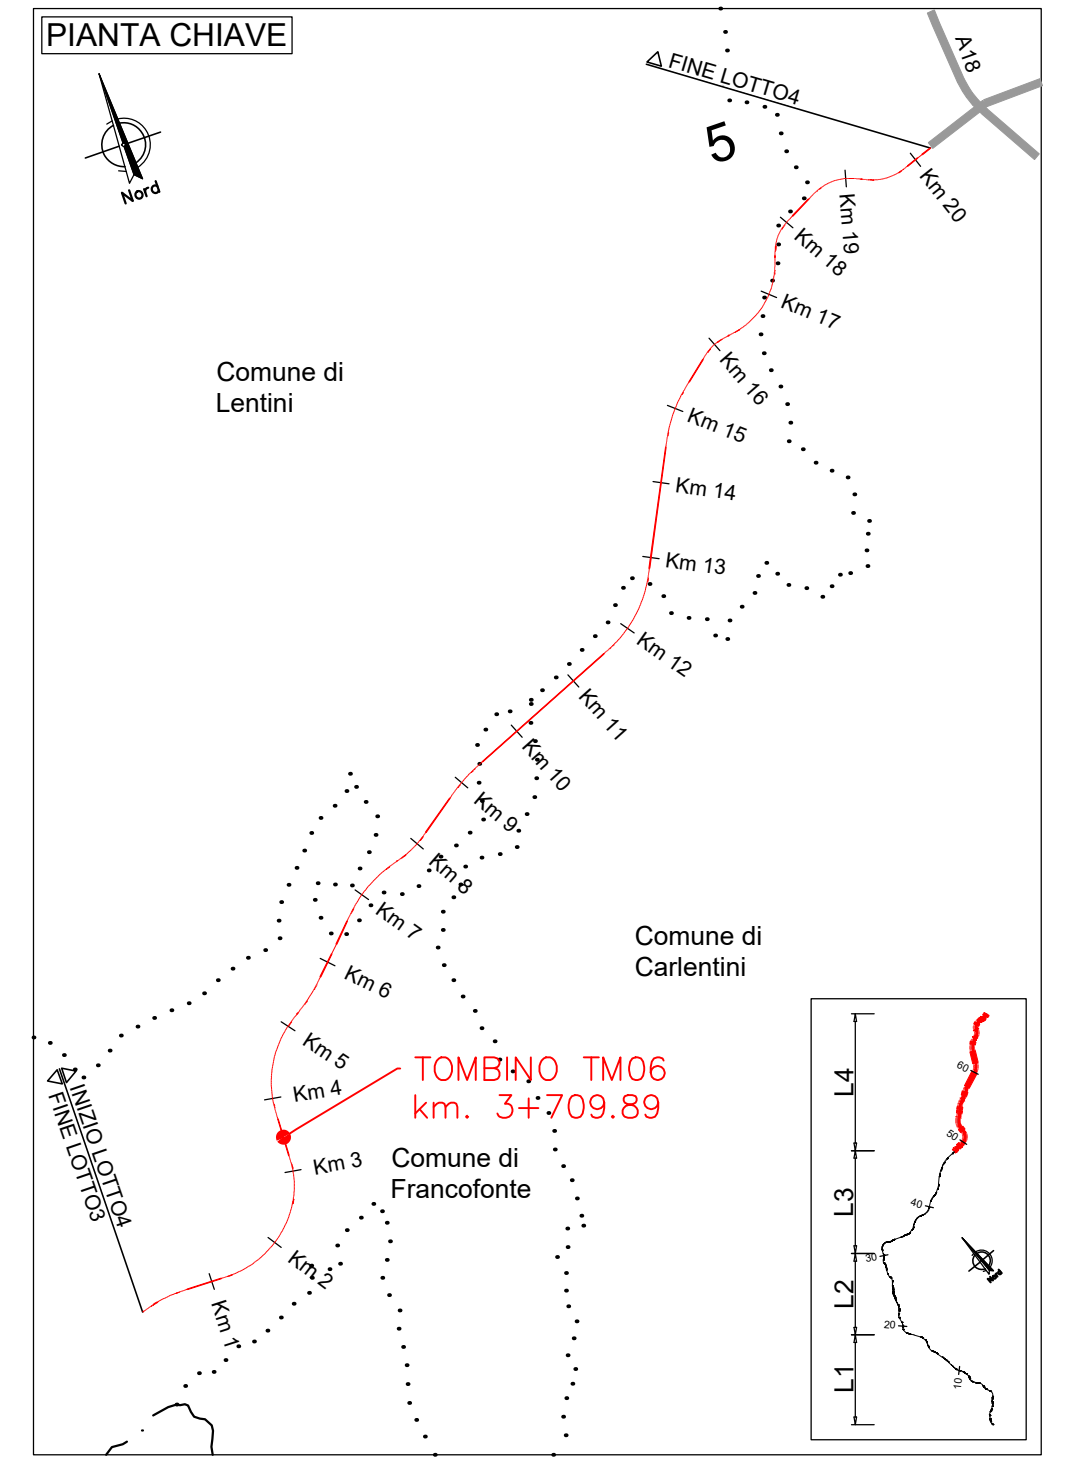 PIANTA CHIAVE
Nord
FINE LOTTO4
A18
5
Km 20
Km 19
Km 18
Km 17
Km 16
Km 15
Km 14
Km 13
Km 12
Km 11
Km 10
Km 9
Km 8
Km 7
Km 6
Km 5
Km 4
Km 3
Km 2
Km 1
Comune di
Lentini
Comune di
Carlentini
TOMBINO TM06
km. 3+709.89
Comune di
Francofonte
INIZIO LOTTO4
FINE LOTTO3
L4
L3
L2
L1
60
50
40
30
20
10
Nord